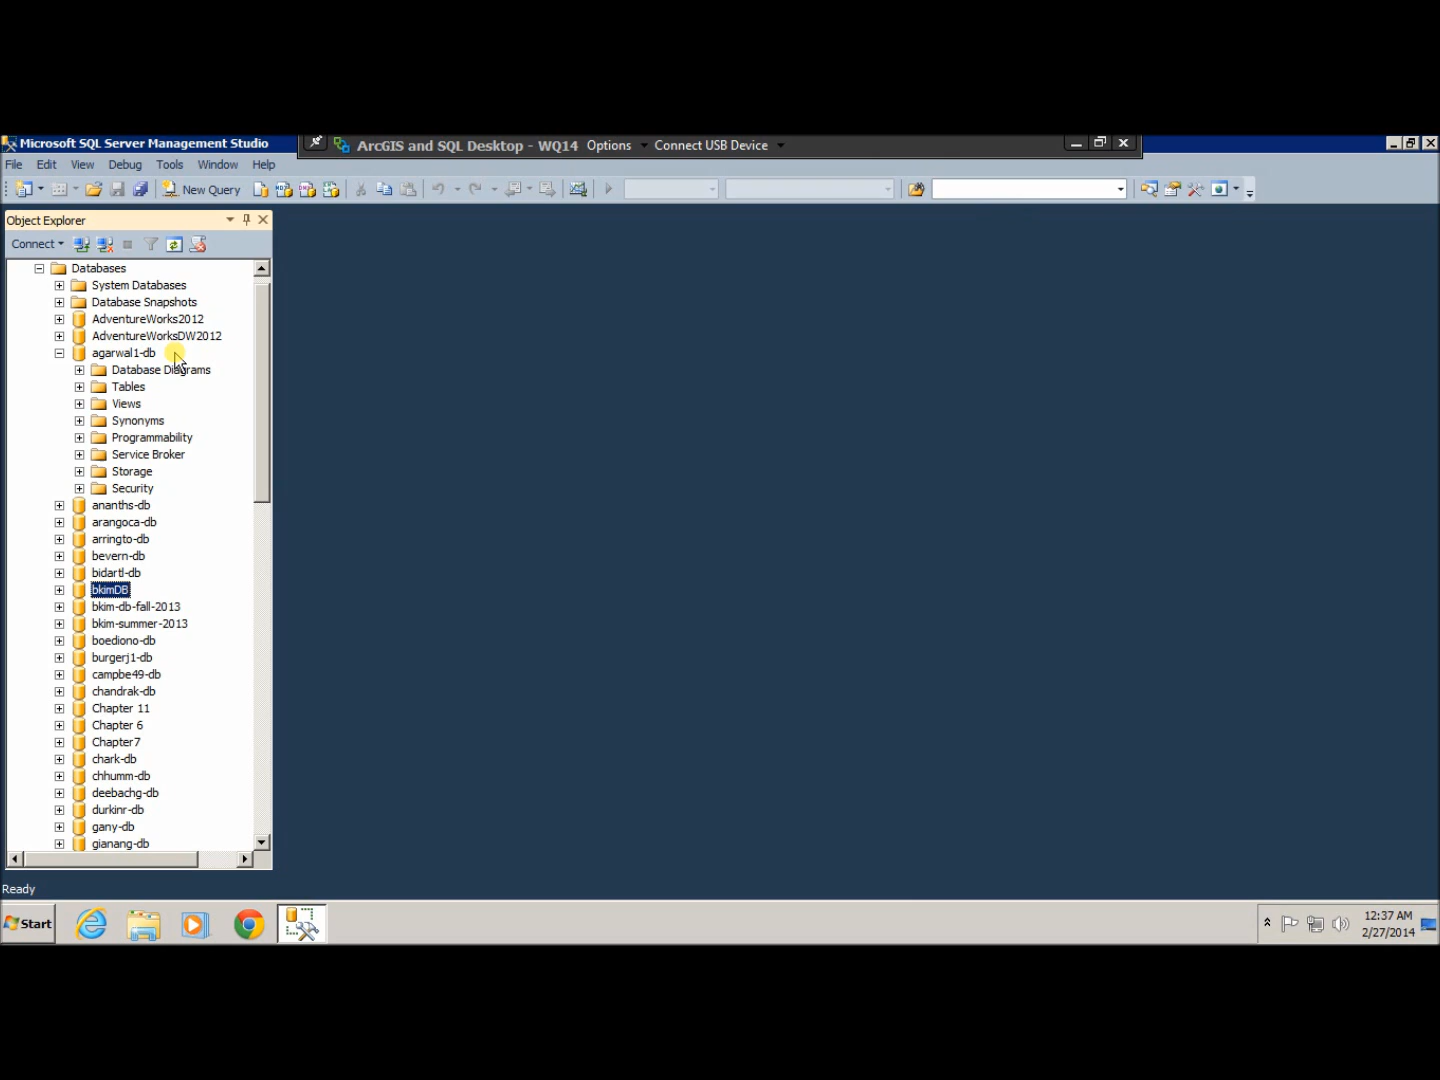 Microsoft SQL Server Management Studio
ArcGIS and SQL Desktop - WQ14 Options Connect USB Device
File Edit View Debug Tools Window Help
New Query
Object Explorer
Connect
Databases
System Databases
Database Snapshots
AdventureWorks2012
AdventureWorksDW2012
agarwal1-db
Database Diagrams
Tables
Views
Synonyms
Programmability
Service Broker
Storage
Security
ananths-db
arangoca-db
arringto-db
bevern-db
bidartl-db
bkimDB
bkim-db-fall-2013
bkim-summer-2013
boediono-db
burgerj1-db
campbe49-db
chandrak-db
Chapter 11
Chapter 6
Chapter7
chark-db
chhumm-db
deebachg-db
durkinr-db
gany-db
gianang-db
Ready
Start
12:37 AM
2/27/2014